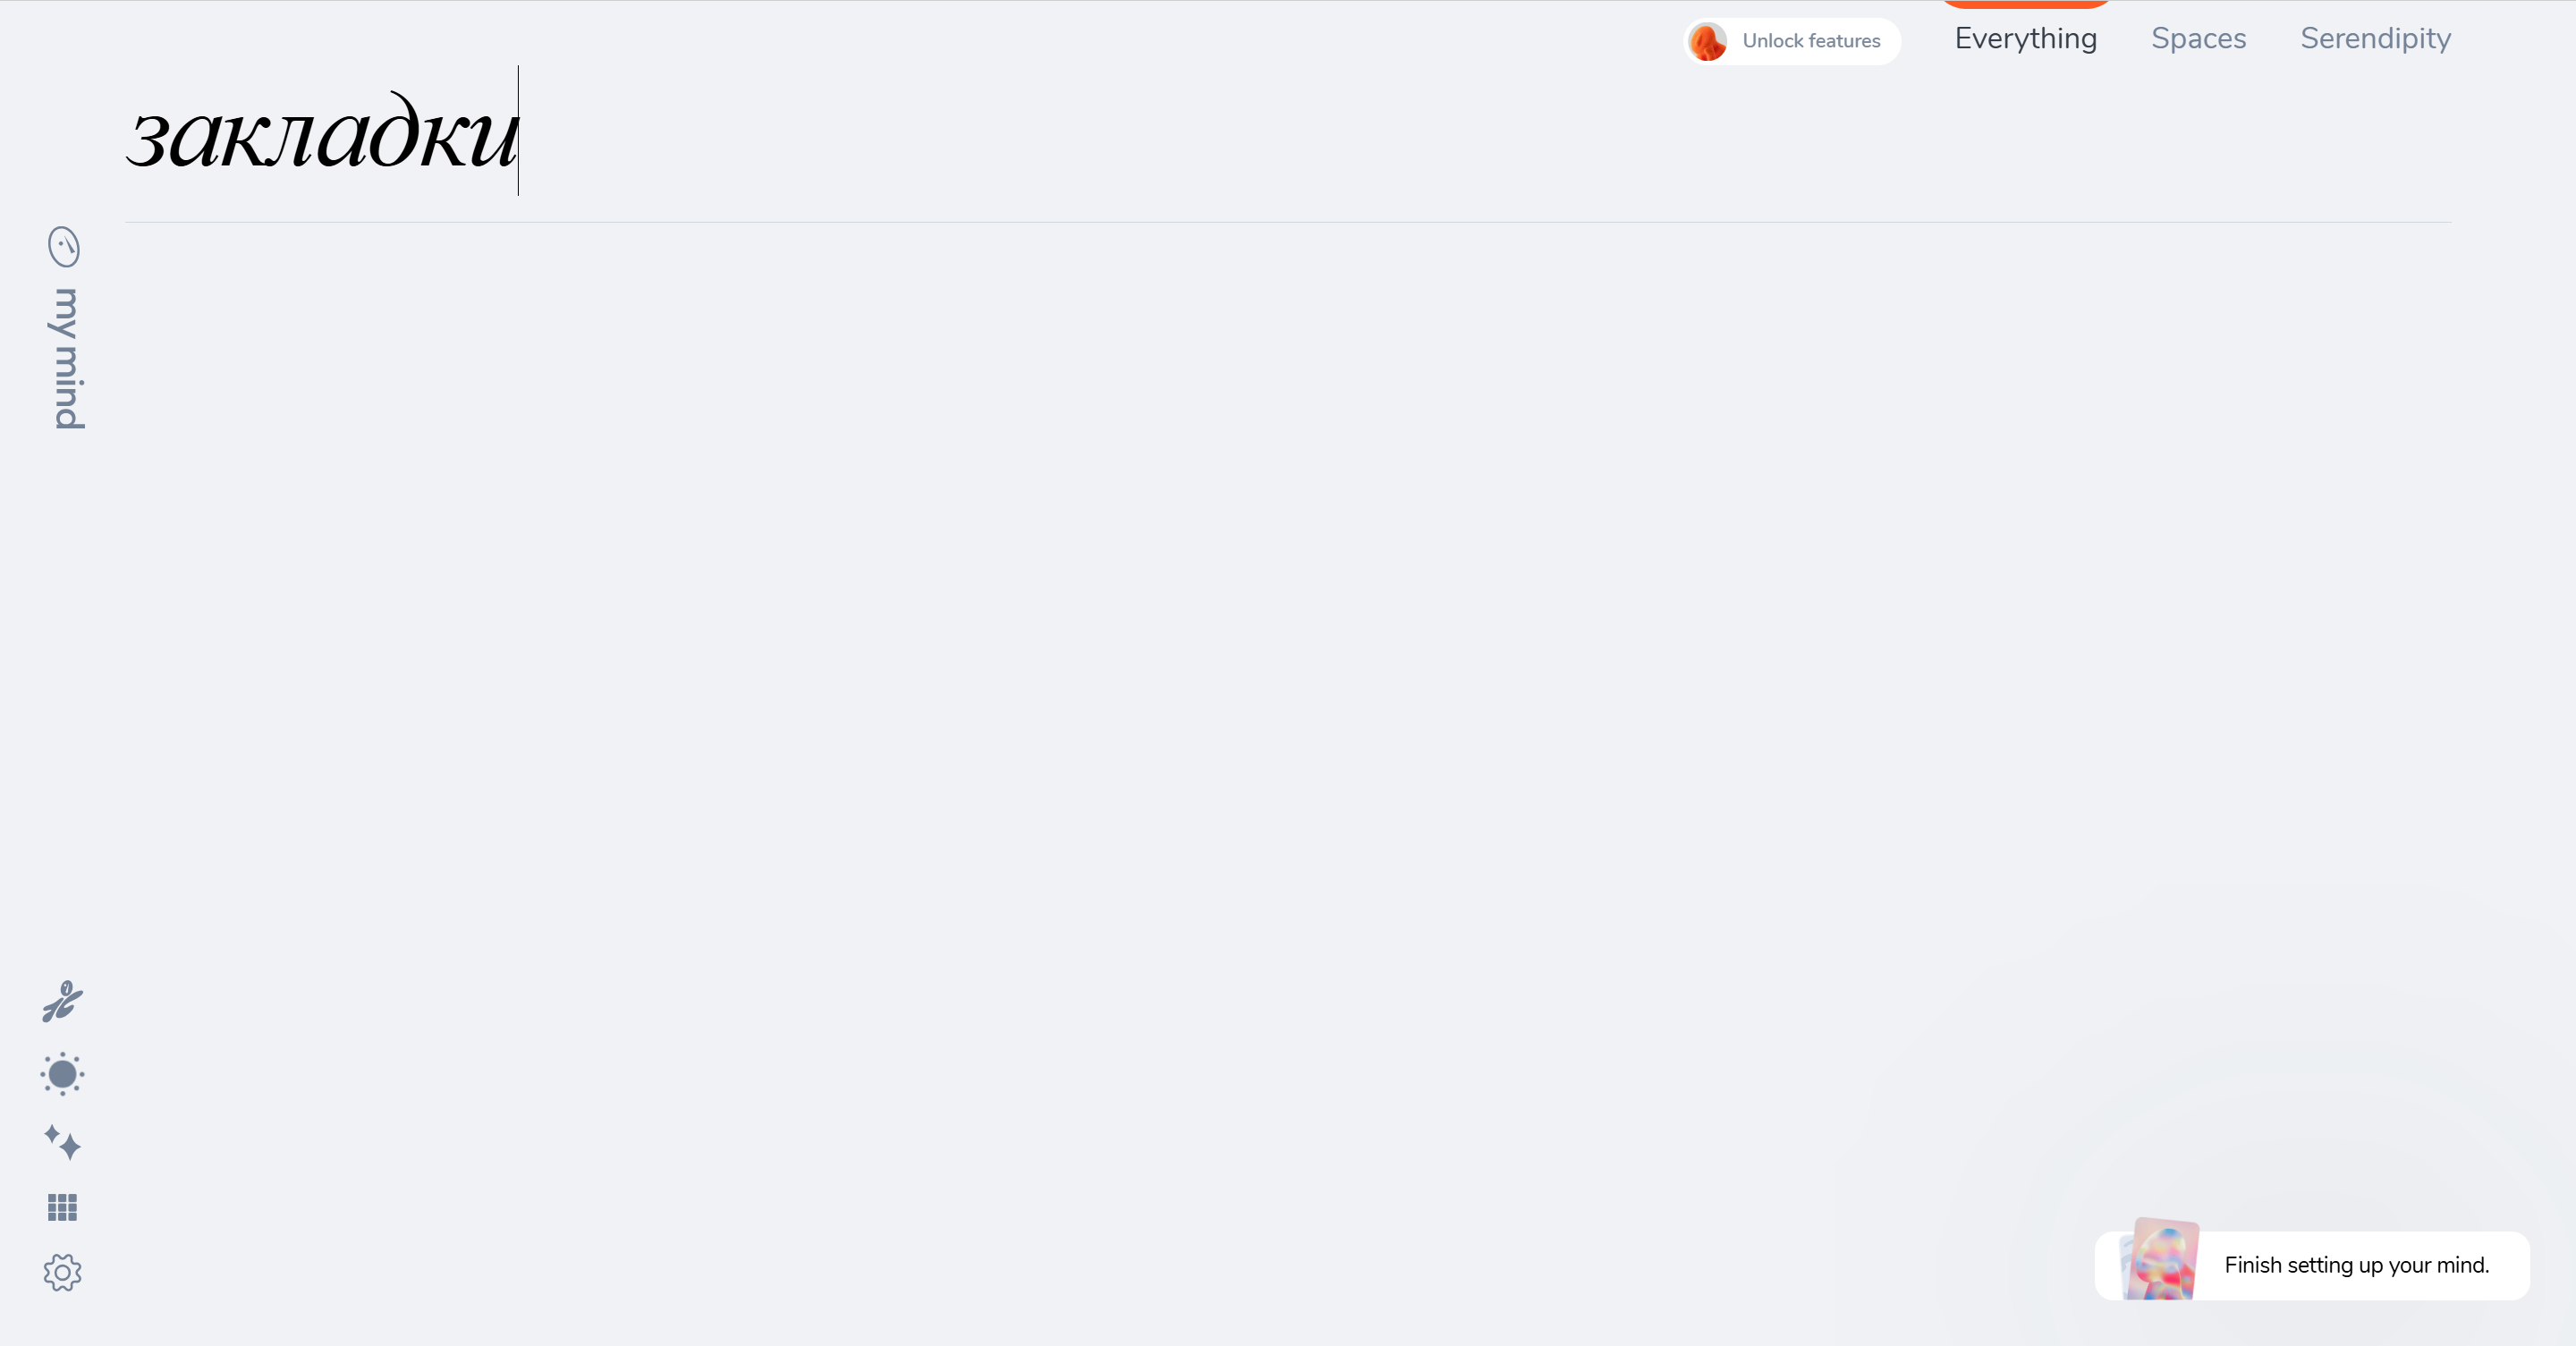 Unlock features
Everything
Spaces
Serendipity
закладки
my mind
Finish setting up your mind.